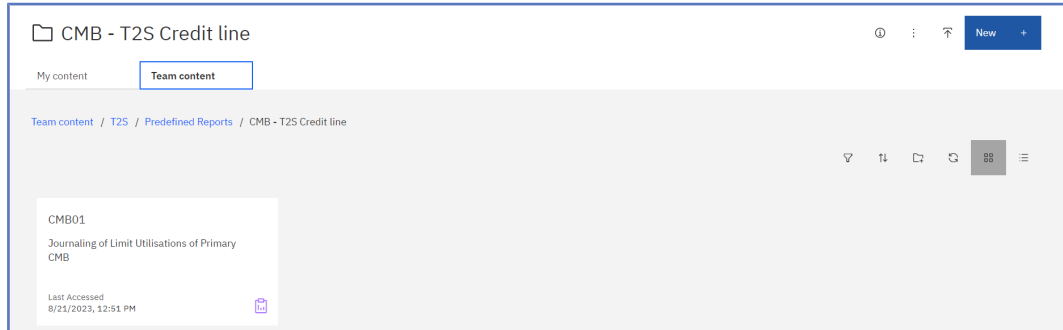 CMB - T2S Credit line
New +
My content
Team content
Team content / T2S / Predefined Reports / CMB - T2S Credit line
CMB01
Journaling of Limit Utilisations of Primary
CMB
Last Accessed
8/21/2023, 12:51 PM